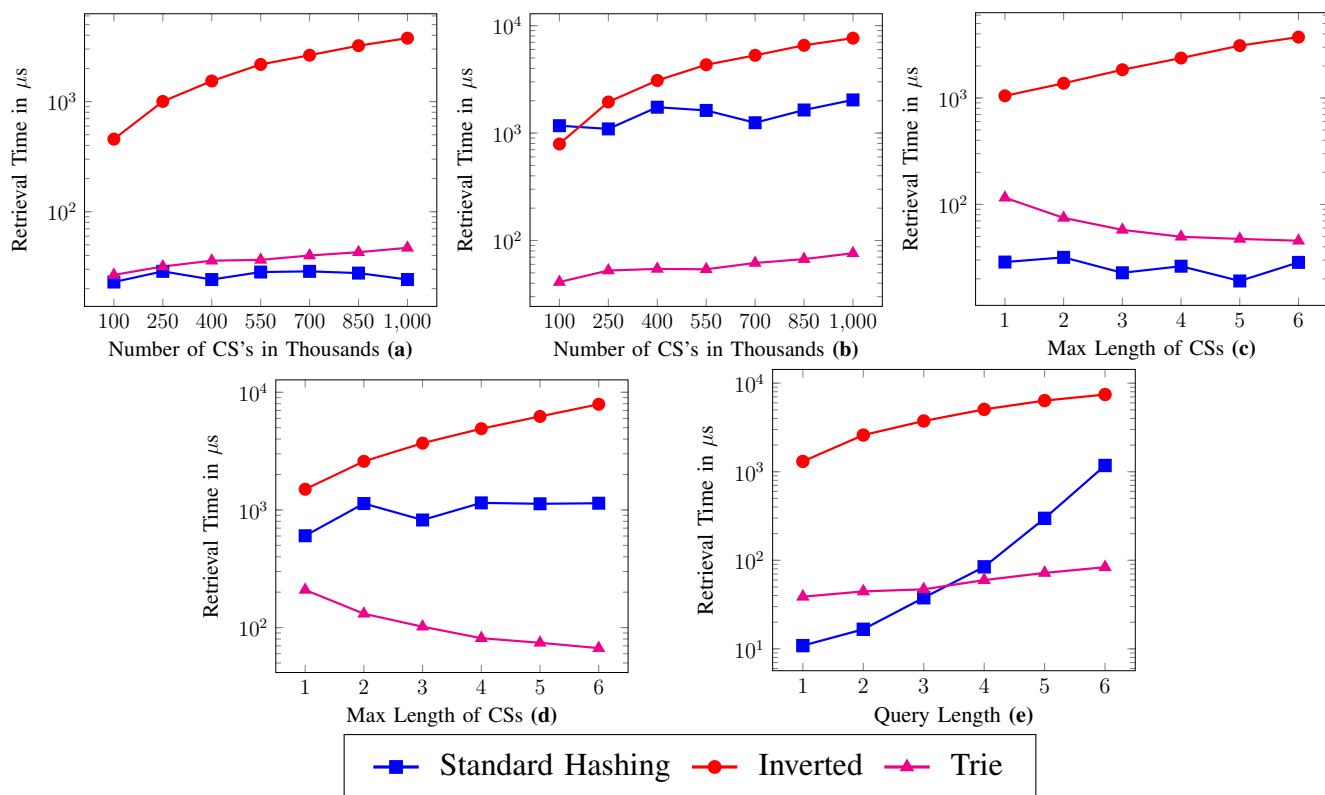 Retrieval Time in μs
10^3
10^2
100 250 400 550 700 850 1,000
Number of CS's in Thousands (a)
Retrieval Time in μs
10^4
10^3
10^2
100 250 400 550 700 850 1,000
Number of CS's in Thousands (b)
Retrieval Time in μs
10^3
10^2
1 2 3 4 5 6
Max Length of CSs (c)
Retrieval Time in μs
10^4
10^3
10^2
1 2 3 4 5 6
Max Length of CSs (d)
Retrieval Time in μs
10^4
10^3
10^2
10^1
1 2 3 4 5 6
Query Length (e)
Standard Hashing Inverted Trie